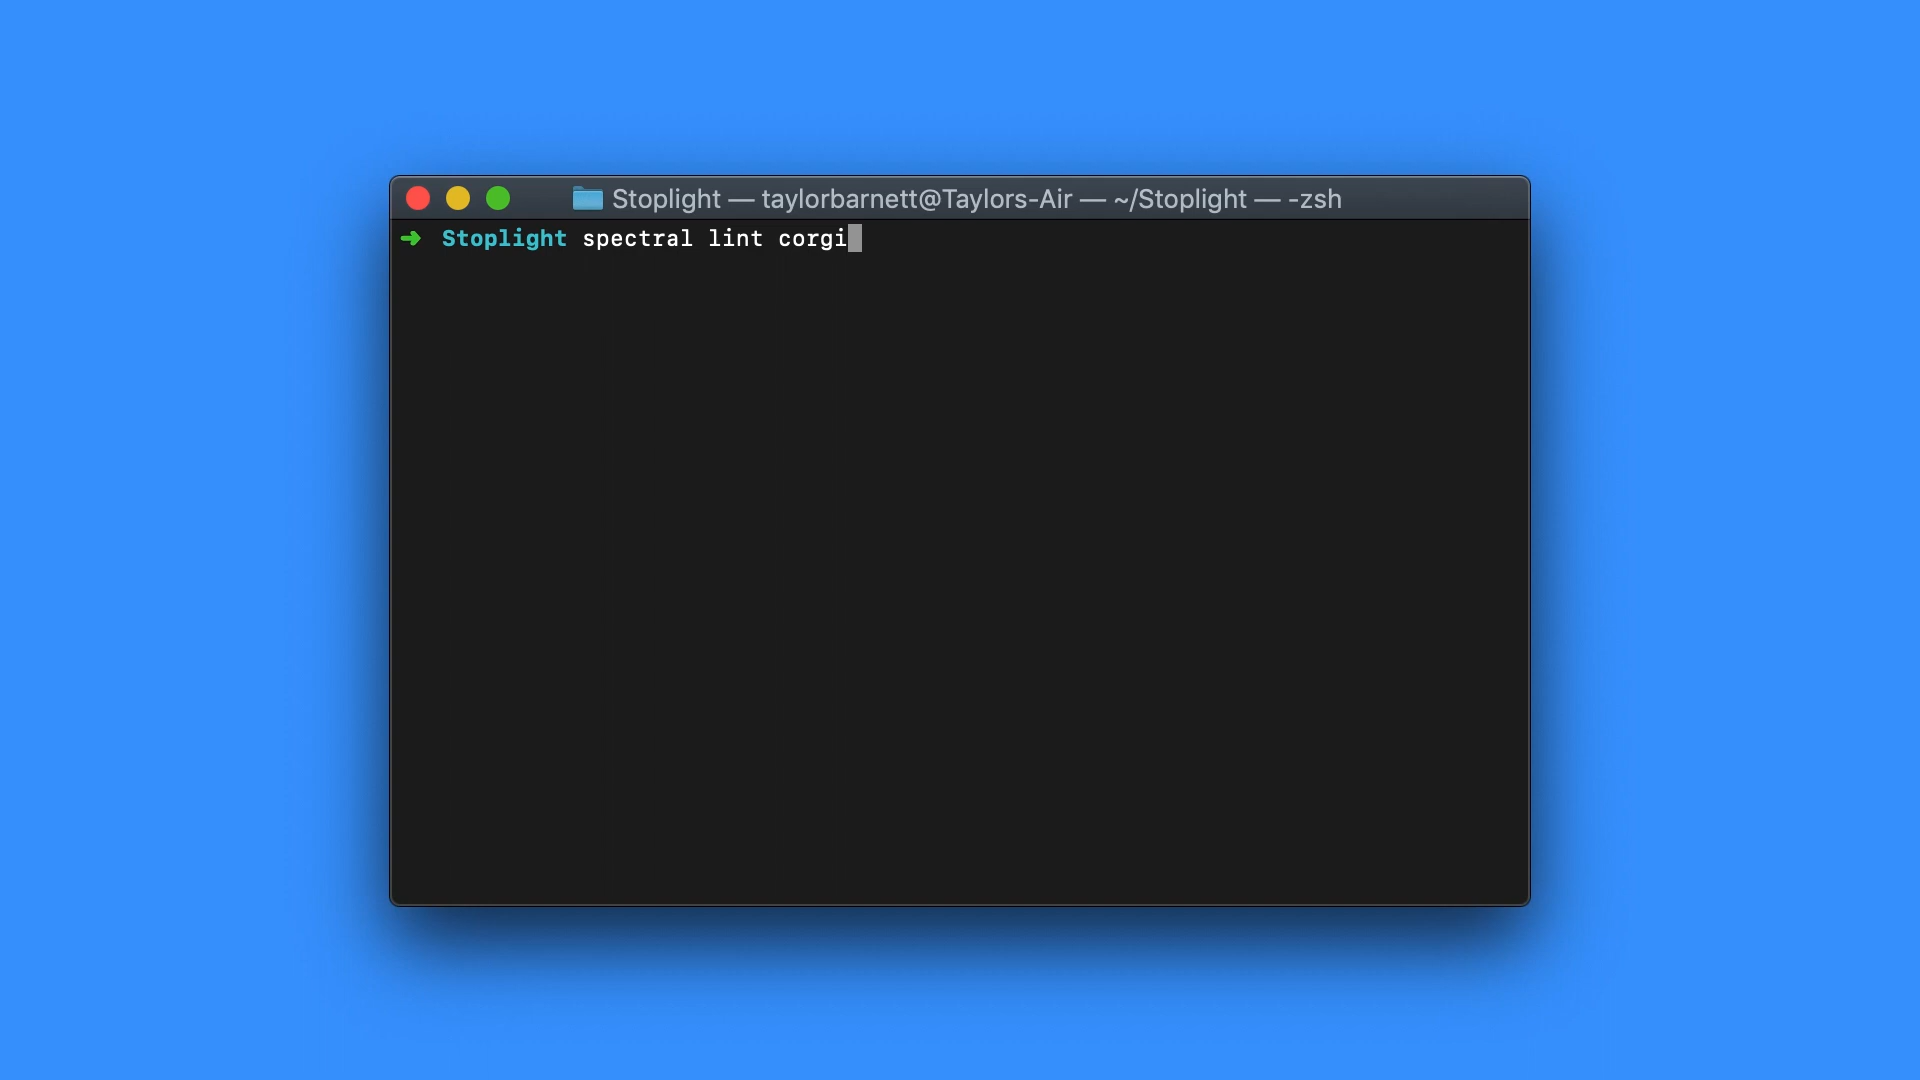 Stoplight — taylorbarnett@Taylors-Air — ~/Stoplight — -zsh
➜ Stoplight spectral lint corgi